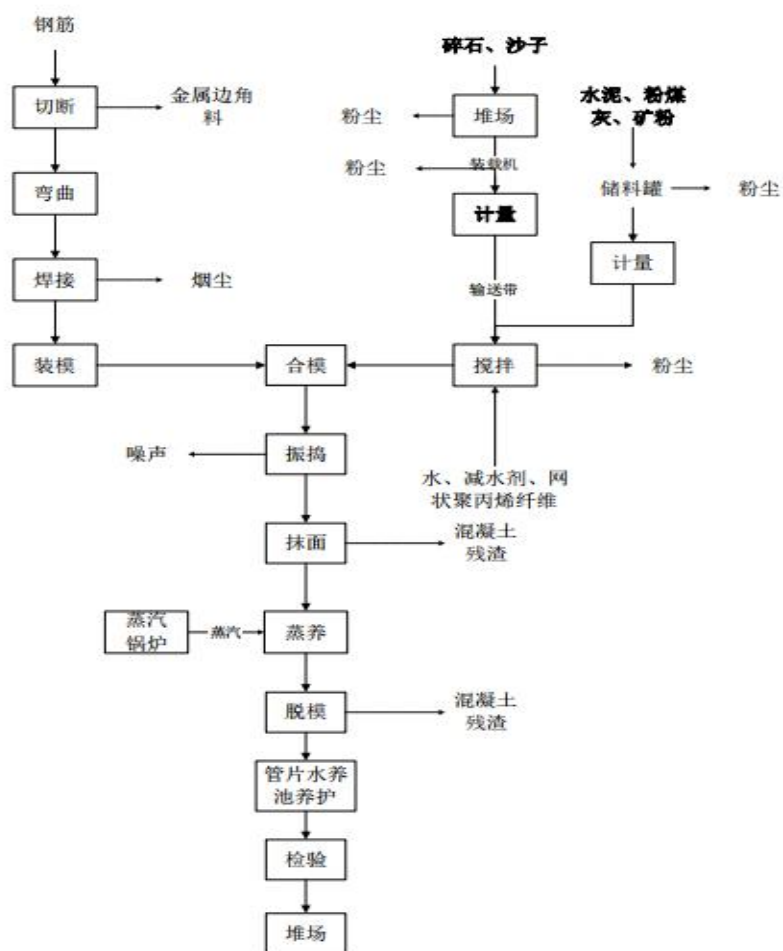 钢筋
碎石、沙子
切断
金属边角
料
粉尘
堆场
水泥、粉煤
灰、矿粉
粉尘
装载机
弯曲
计量
储料罐
粉尘
焊接
烟尘
输送带
计量
装模
合模
搅拌
粉尘
噪声
振捣
水、减水剂、网
状聚丙烯纤维
抹面
混凝土
残渣
蒸汽
锅炉
蒸汽
蒸养
脱模
混凝土
残渣
管片水养
池养护
检验
堆场